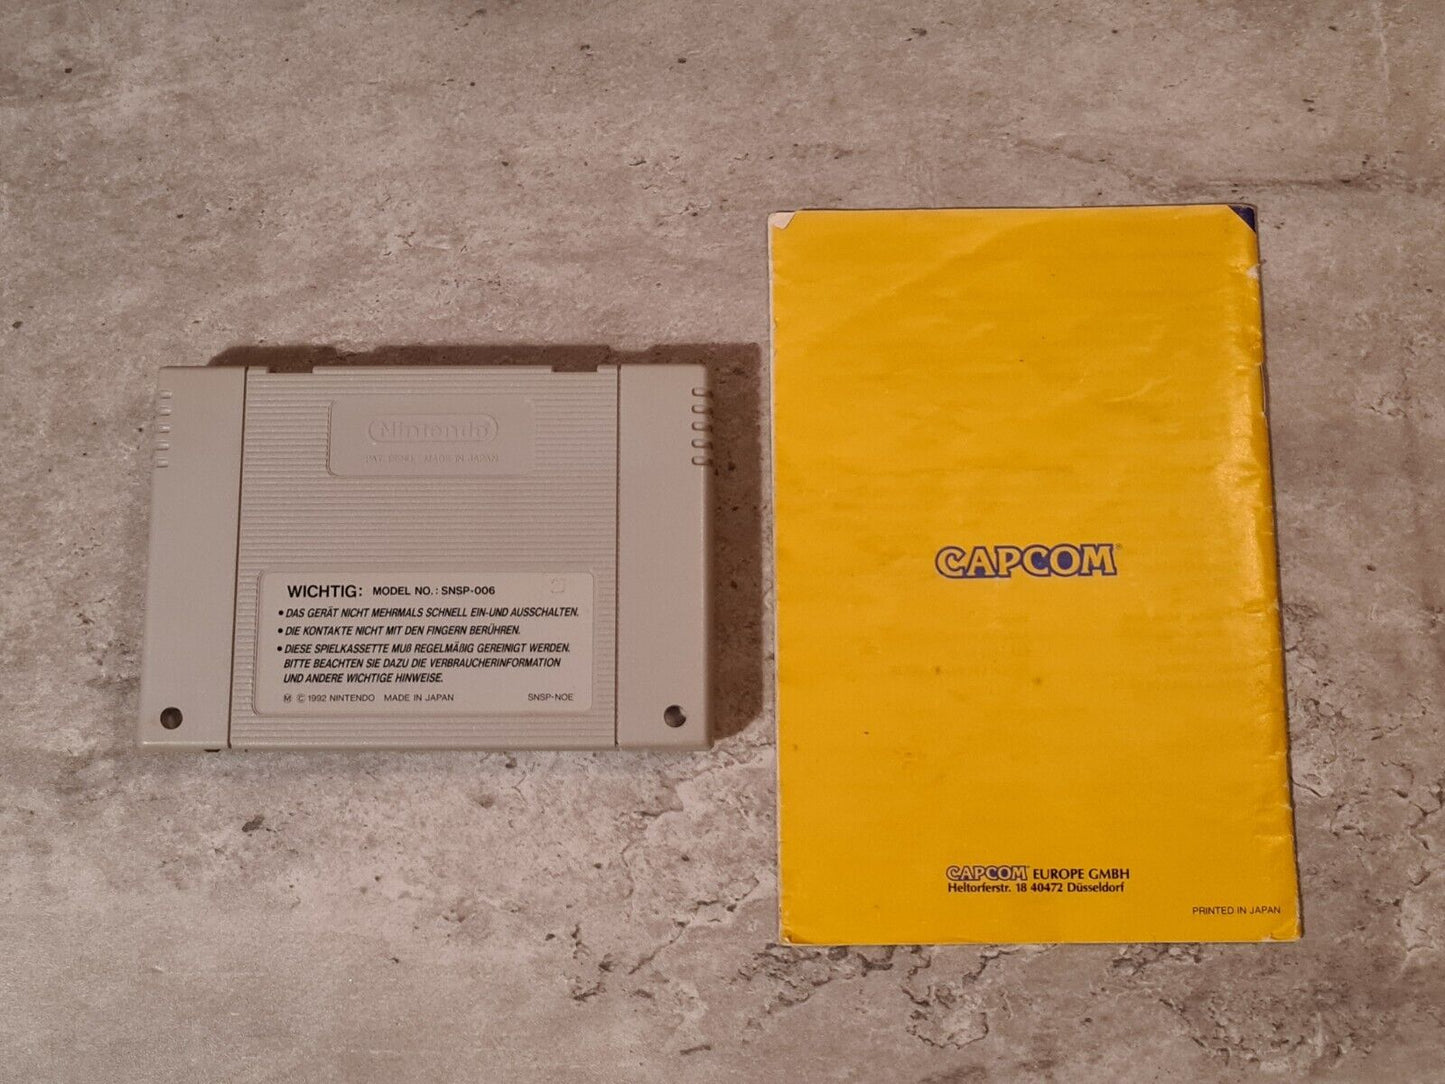 Nintendo
PAT. PEND. MADE IN JAPAN
WICHTIG: MODEL NO.: SNSP-006
• DAS GERÄT NICHT MEHRMALS SCHNELL EIN-UND AUSSCHALTEN.
• DIE KONTAKTE NICHT MIT DEN FINGERN BERÜHREN.
• DIESE SPIELKASSETTE MUß REGELMÄßIG GEREINIGT WERDEN.
BITTE BEACHTEN SIE DAZU DIE VERBRAUCHERINFORMATION
UND ANDERE WICHTIGE HINWEISE.
Ⓜ © 1992 NINTENDO MADE IN JAPAN SNSP-NOE
CAPCOM®
CAPCOM EUROPE GMBH
Heltorferstr. 18 40472 Düsseldorf
PRINTED IN JAPAN